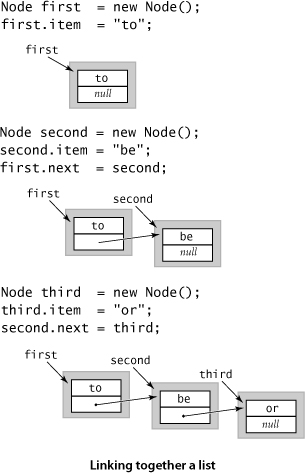 Node first  = new Node();
first.item  = "to";
first
to
null
Node second = new Node();
second.item = "be";
first.next  = second;
first
second
to
be
null
Node third  = new Node();
third.item  = "or";
second.next = third;
first
second
third
to
be
or
null
Linking together a list